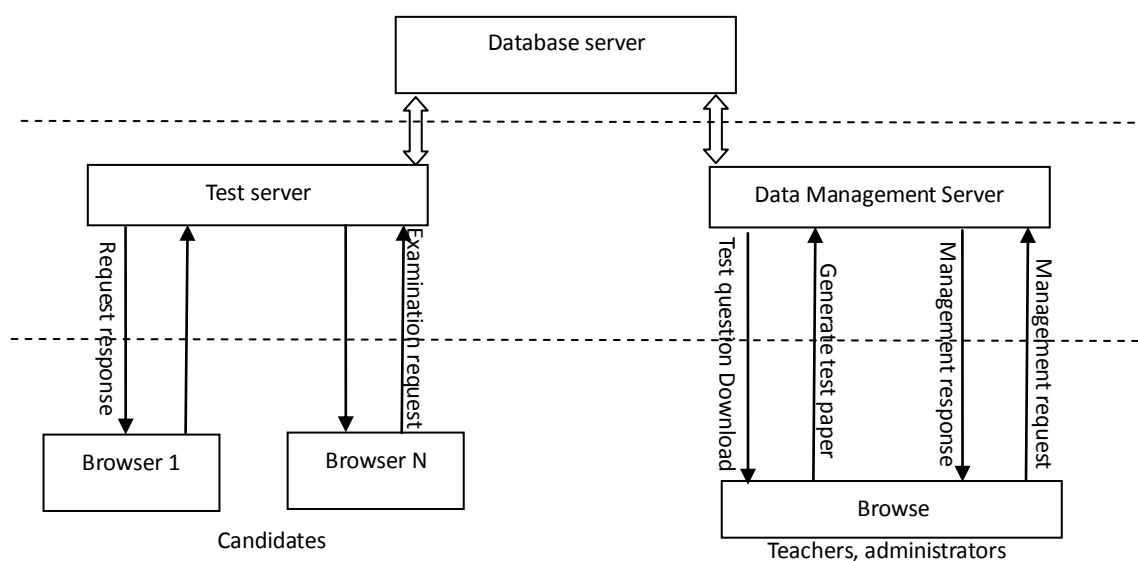 Database server
Test server
Data Management Server
Request response
Examination request
Test question Download
Generate test paper
Management response
Management request
Browser 1
Browser N
Browse
Candidates
Teachers, administrators